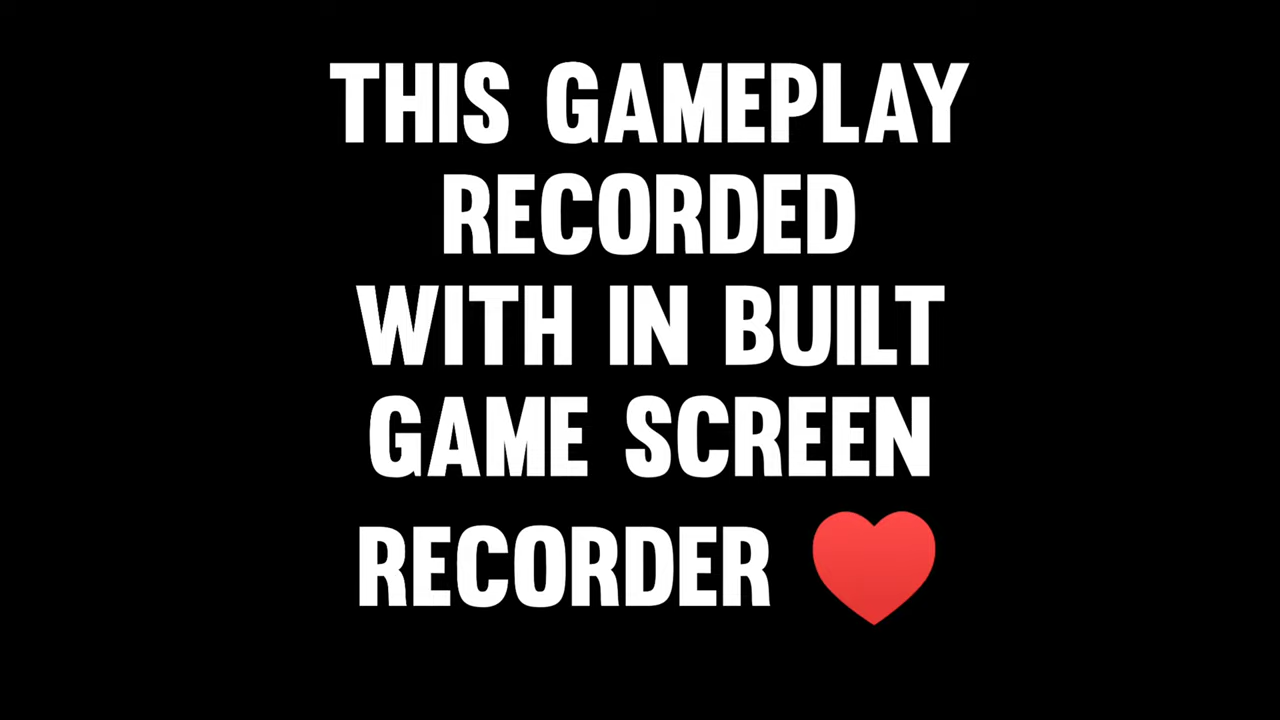 THIS GAMEPLAY
RECORDED
WITH IN BUILT
GAME SCREEN
RECORDER ♥️